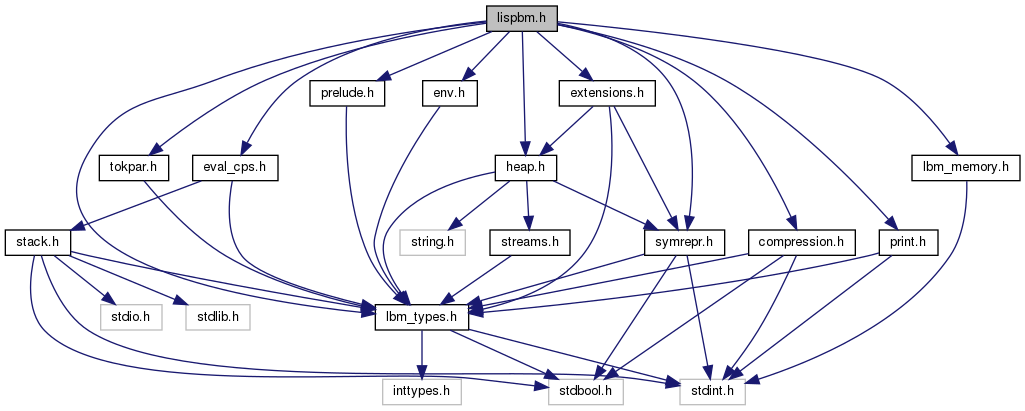 lispbm.h
prelude.h
env.h
extensions.h
tokpar.h
eval_cps.h
heap.h
lbm_memory.h
stack.h
string.h
streams.h
symrepr.h
compression.h
print.h
stdio.h
stdlib.h
lbm_types.h
inttypes.h
stdbool.h
stdint.h